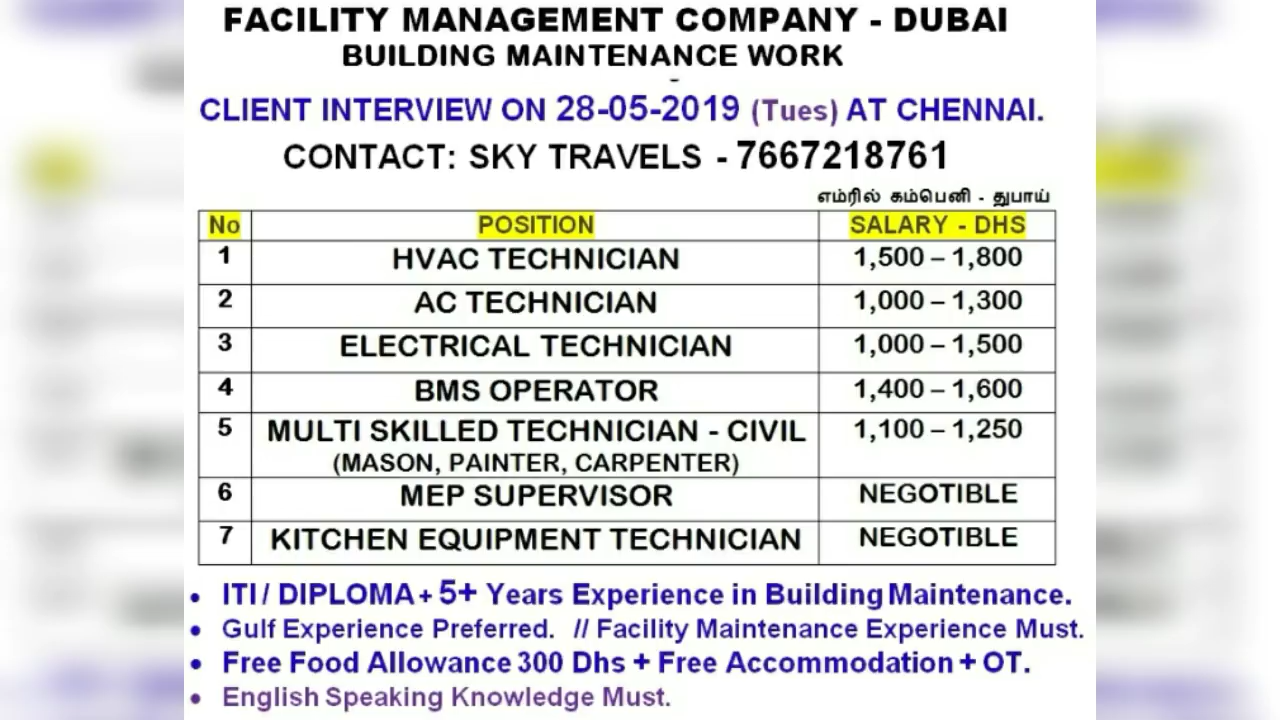 FACILITY MANAGEMENT COMPANY - DUBAI
BUILDING MAINTENANCE WORK
-
CLIENT INTERVIEW ON 28-05-2019 (Tues) AT CHENNAI.
CONTACT: SKY TRAVELS - 7667218761
எம்ரில் கம்பெனி - துபாய்
No POSITION SALARY - DHS
1 HVAC TECHNICIAN 1,500 – 1,800
2 AC TECHNICIAN 1,000 – 1,300
3 ELECTRICAL TECHNICIAN 1,000 – 1,500
4 BMS OPERATOR 1,400 – 1,600
5 MULTI SKILLED TECHNICIAN - CIVIL 1,100 – 1,250
(MASON, PAINTER, CARPENTER)
6 MEP SUPERVISOR NEGOTIBLE
7 KITCHEN EQUIPMENT TECHNICIAN NEGOTIBLE
• ITI / DIPLOMA + 5+ Years Experience in Building Maintenance.
• Gulf Experience Preferred. // Facility Maintenance Experience Must.
• Free Food Allowance 300 Dhs + Free Accommodation + OT.
• English Speaking Knowledge Must.